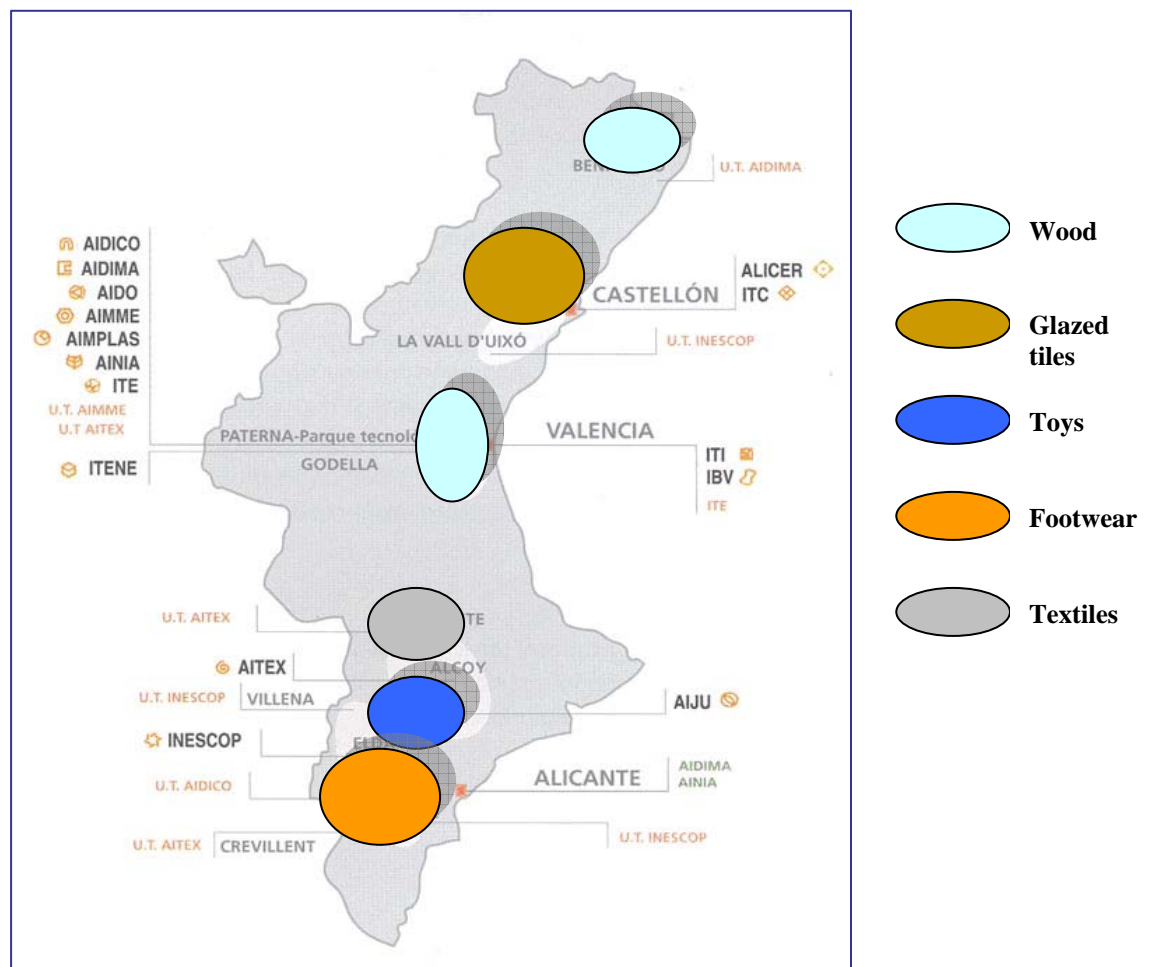 U.T. AIDIMA
AIDICO
AIDIMA
AIDO
AIMME
AIMPLAS
AINIA
ITE
U.T. AIMME
U.T AITEX
ITENE
ALICER
ITC
CASTELLÓN
LA VALL D'UIXÓ
U.T. INESCOP
PATERNA-Parque
GODELLA
VALENCIA
ITI
IBV
ITE
U.T. AITEX
AITEX
ALCOY
U.T. INESCOP
VILLENA
AIJU
INESCOP
U.T. AIDICO
ALICANTE
AIDIMA
AINIA
U.T. AITEX
CREVILLENT
U.T. INESCOP
Wood
Glazed
tiles
Toys
Footwear
Textiles